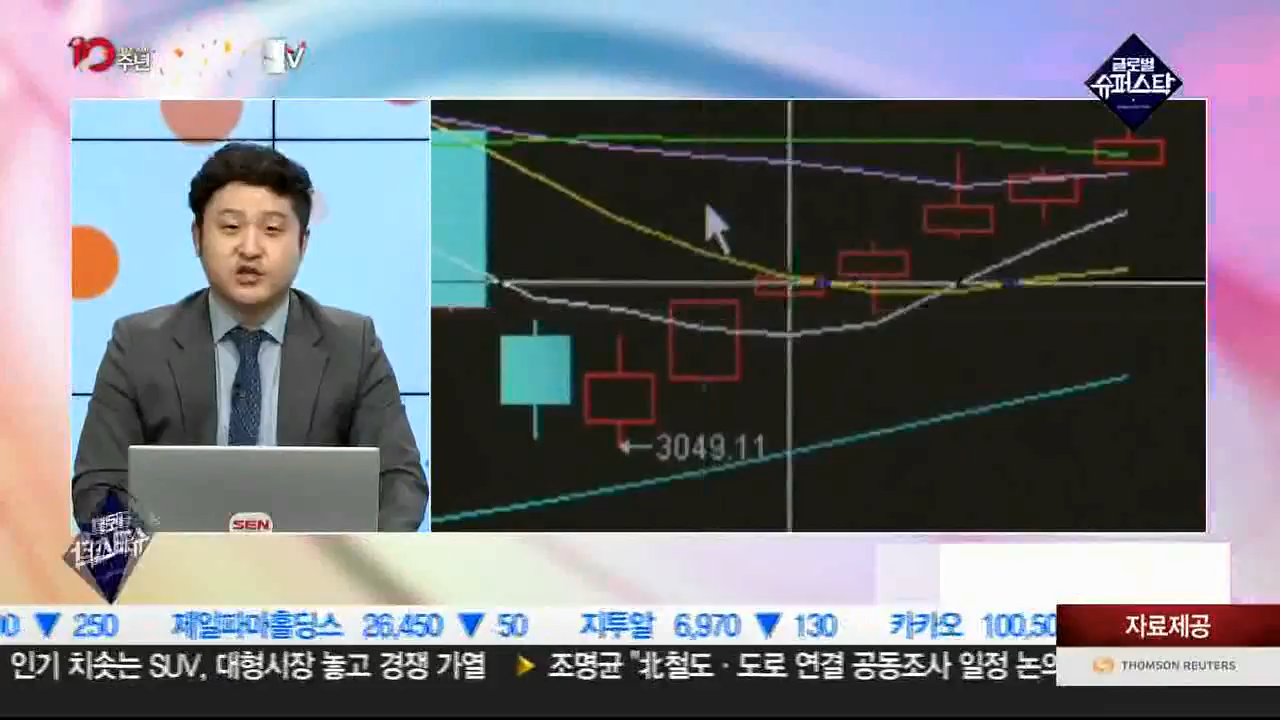 10
주년
글로벌
슈퍼스타
3049.11
SEN
▼ 250 제일파마홀딩스 26,450 ▼ 50 지투알 6,970 ▼ 130 카카오
자료제공
인기 치솟는 SUV, 대형시장 놓고 경쟁 가열 ▶ 조명균 "北철도·도로 연결 공동조사 일정 논의
THOMSON REUTERS